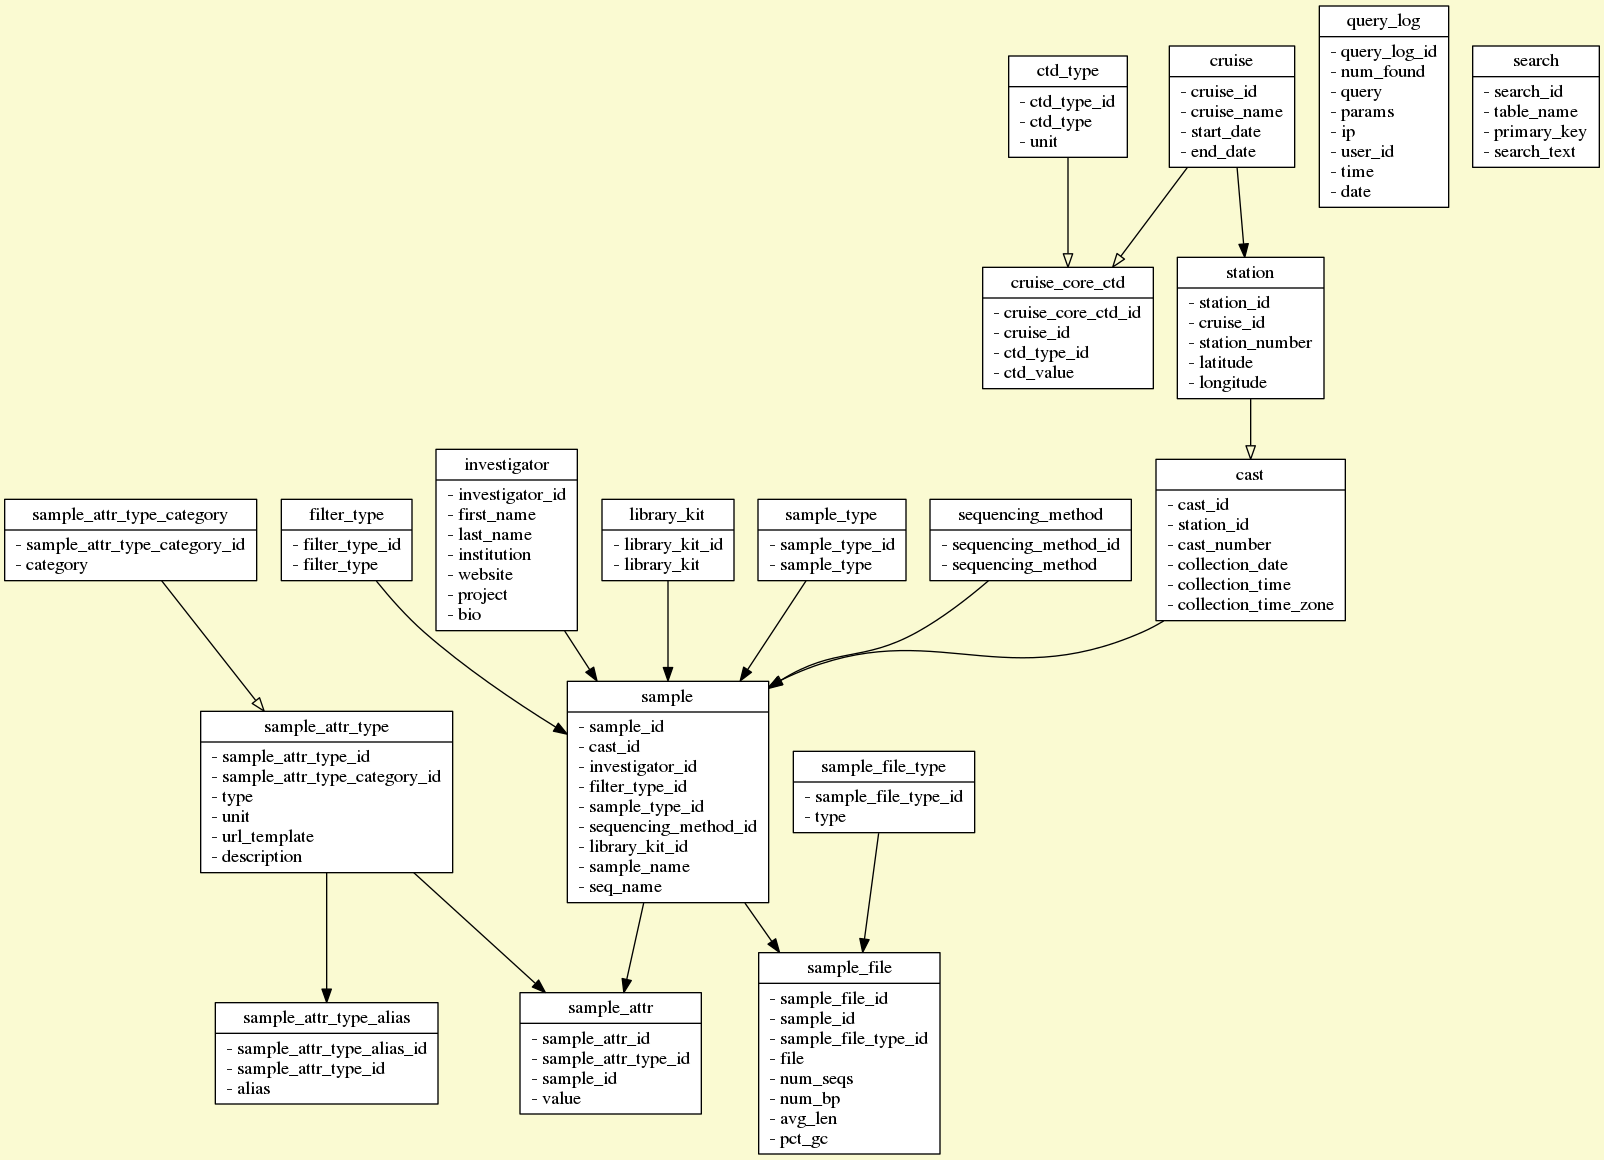 query_log
- query_log_id
- num_found
- query
- params
- ip
- user_id
- time
- date
search
- search_id
- table_name
- primary_key
- search_text
cruise
- cruise_id
- cruise_name
- start_date
- end_date
ctd_type
- ctd_type_id
- ctd_type
- unit
cruise_core_ctd
- cruise_core_ctd_id
- cruise_id
- ctd_type_id
- ctd_value
station
- station_id
- cruise_id
- station_number
- latitude
- longitude
cast
- cast_id
- station_id
- cast_number
- collection_date
- collection_time
- collection_time_zone
sample_attr_type_category
- sample_attr_type_category_id
- category
filter_type
- filter_type_id
- filter_type
investigator
- investigator_id
- first_name
- last_name
- institution
- website
- project
- bio
library_kit
- library_kit_id
- library_kit
sample_type
- sample_type_id
- sample_type
sequencing_method
- sequencing_method_id
- sequencing_method
sample_attr_type
- sample_attr_type_id
- sample_attr_type_category_id
- type
- unit
- url_template
- description
sample
- sample_id
- cast_id
- investigator_id
- filter_type_id
- sample_type_id
- sequencing_method_id
- library_kit_id
- sample_name
- seq_name
sample_file_type
- sample_file_type_id
- type
sample_attr_type_alias
- sample_attr_type_alias_id
- sample_attr_type_id
- alias
sample_attr
- sample_attr_id
- sample_attr_type_id
- sample_id
- value
sample_file
- sample_file_id
- sample_id
- sample_file_type_id
- file
- num_seqs
- num_bp
- avg_len
- pct_gc